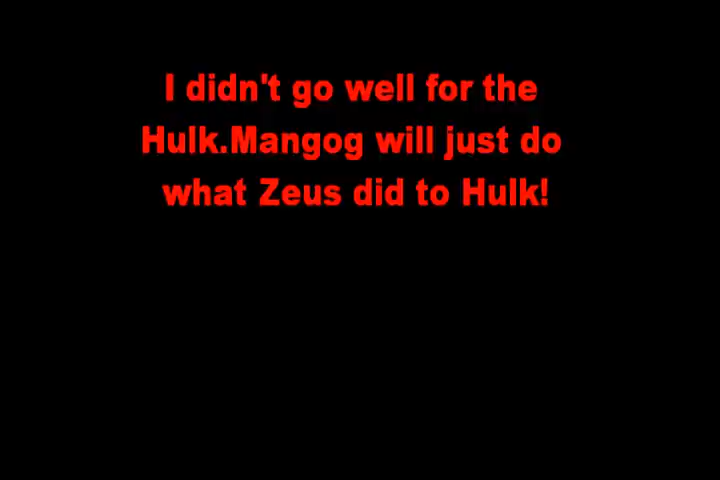 I didn't go well for the
Hulk.Mangog will just do
what Zeus did to Hulk!